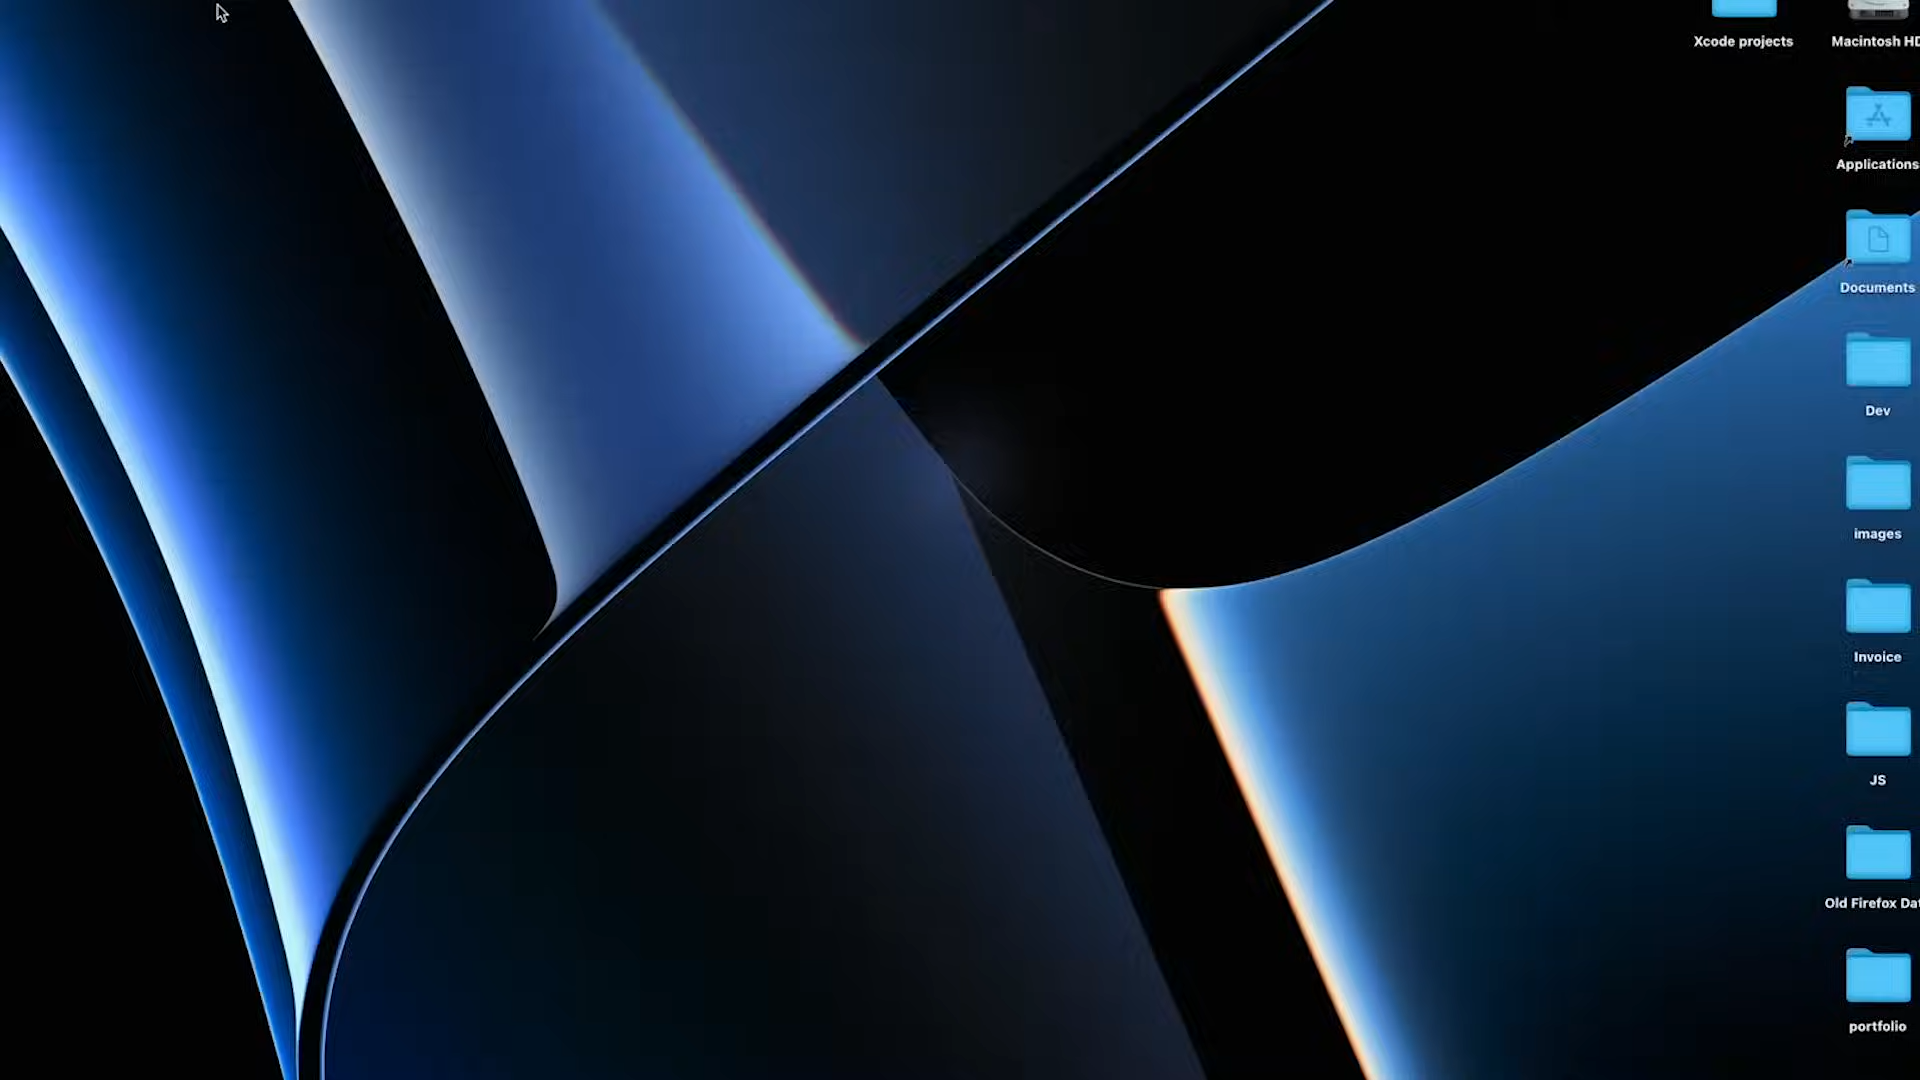 Xcode projects
Macintosh HD
Applications
Documents
Dev
images
Invoice
JS
Old Firefox Dat
portfolio